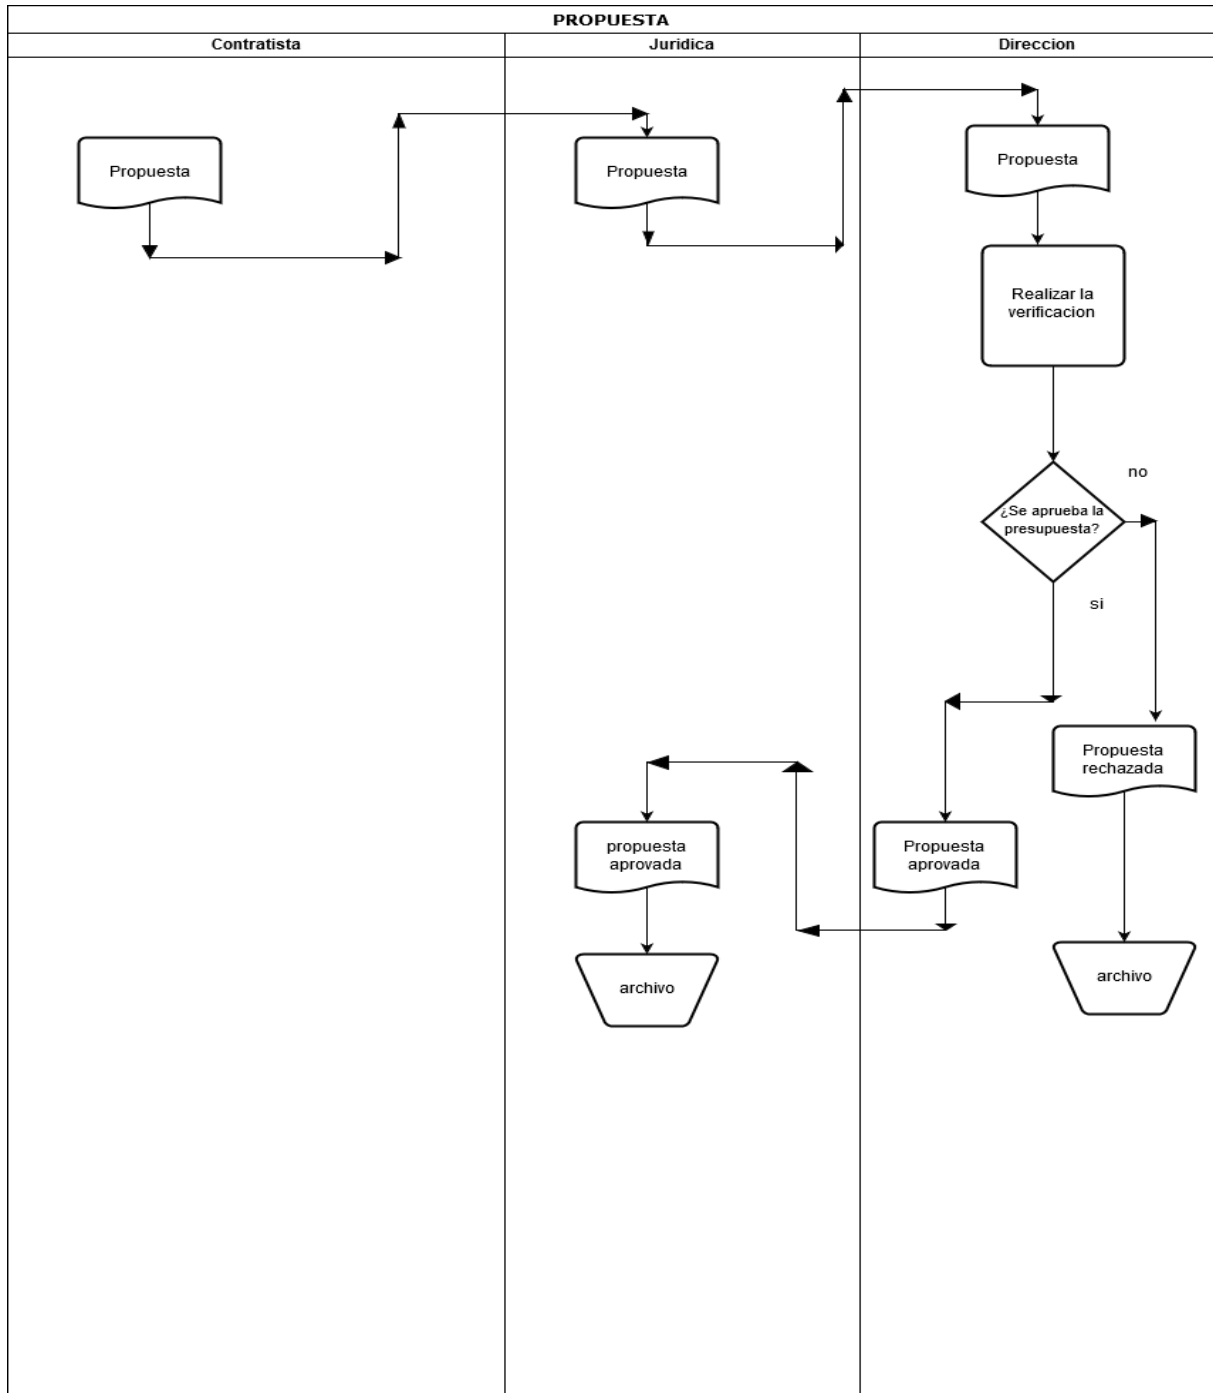 PROPUESTA
Contratista
Juridica
Direccion
Propuesta
Propuesta
Propuesta
Realizar la
verificacion
no
¿Se aprueba la
presupuesta?
si
Propuesta
rechazada
propuesta
aprovada
Propuesta
aprovada
archivo
archivo